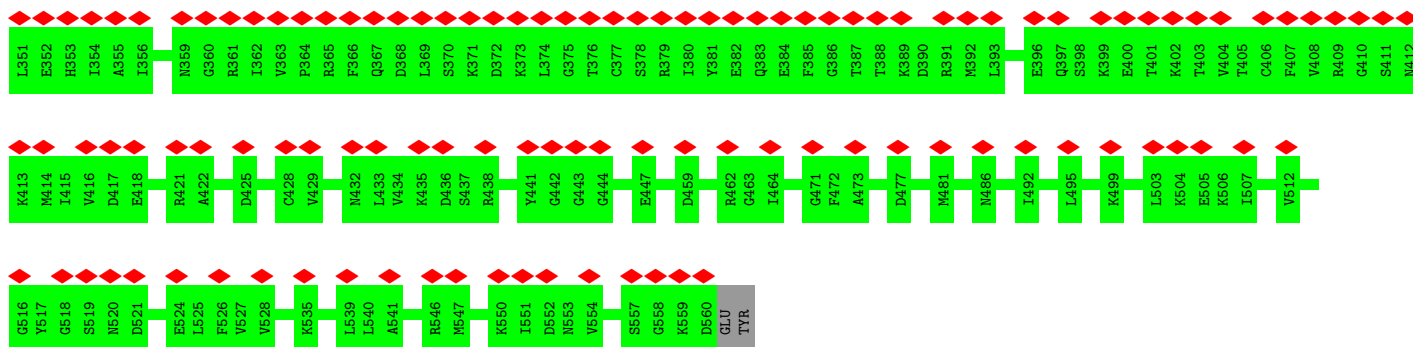 L351 E352 H353 I354 A355 I356 N359 G360 R361 I362 V363 P364 R365 F366 Q367 D368 L369 S370 K371 D372 K373 L374 G375 T376 C377 S378 R379 I380 Y381 E382 Q383 E384 F385 G386 T387 T388 K389 D390 R391 M392 L393 E396 Q397 S398 K399 E400 T401 K402 T403 V404 T405 C406 F407 V408 R409 G410 S411 N412
K413 M414 I415 V416 D417 E418 R421 A422 D425 C428 V429 N432 L433 V434 K435 D436 S437 R438 Y441 G442 G443 G444 E447 D459 R462 G463 I464 G471 F472 A473 D477 M481 N486 I492 L495 K499 L503 K504 E505 K506 I507 V512
G516 Y517 G518 S519 N520 D521 E524 L525 F526 V527 V528 K535 L539 L540 A541 R546 M547 K550 I551 D552 N553 V554 S557 G558 K559 D560 GLU TYR